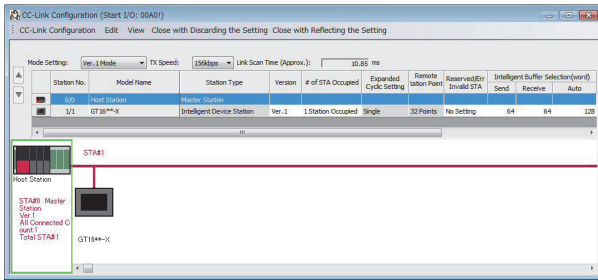 CC-Link Configuration (Start I/O: 00A0!)
CC-Link Configuration Edit View Close with Discarding the Setting Close with Reflecting the Setting
Mode Setting: Ver.1 Mode TX Speed: 156kbps Link Scan Time (Approx.): 10.85 ms
Station No. Model Name Station Type Version # of STA Occupied Expanded Cyclic Setting Remote tation Point Reserved/Err Invalid STA Intelligent Buffer Selection(word)
Send Receive Auto
0/0 Host Station Master Station
1/1 GT16**-X Intelligent Device Station Ver.1 1 Station Occupied Single 32 Points No Setting 64 64 128
STA#1
Host Station
STA#0 Master
Station
Ver.1
All Connected C
ount:1
Total STA#:1
GT16**-X